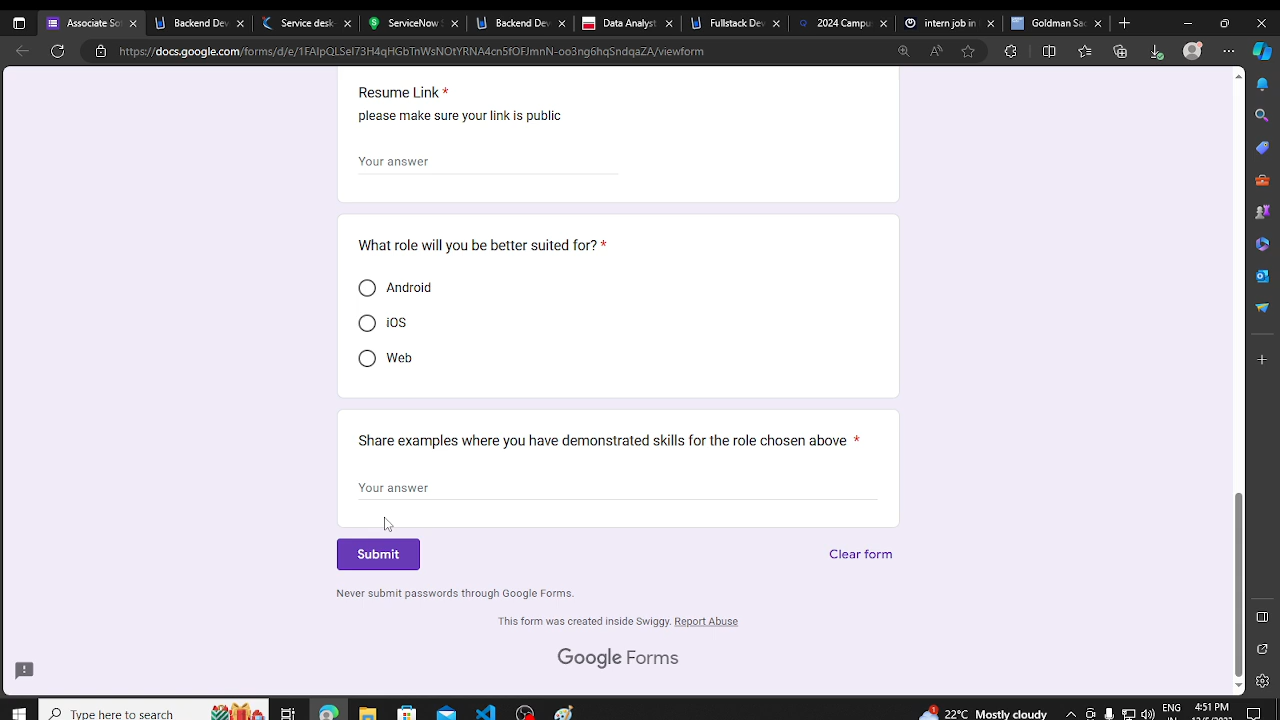 Associate So
Backend Dev
Service desk
ServiceNow
Backend Dev
Data Analyst
Fullstack Dev
2024 Campu
intern job in
Goldman Sac
https://docs.google.com/forms/d/e/1FAIpQLSeI73H4qHGbTnWsNOtYRNA4cn5fOFJmnN-oo3ng6hqSndqaZA/viewform
Resume Link *
please make sure your link is public
Your answer
What role will you be better suited for? *
Android
iOS
Web
Share examples where you have demonstrated skills for the role chosen above *
Your answer
Submit
Clear form
Never submit passwords through Google Forms.
This form was created inside Swiggy. Report Abuse
Google Forms
Type here to search
22°C Mostly cloudy
ENG
4:51 PM
IN